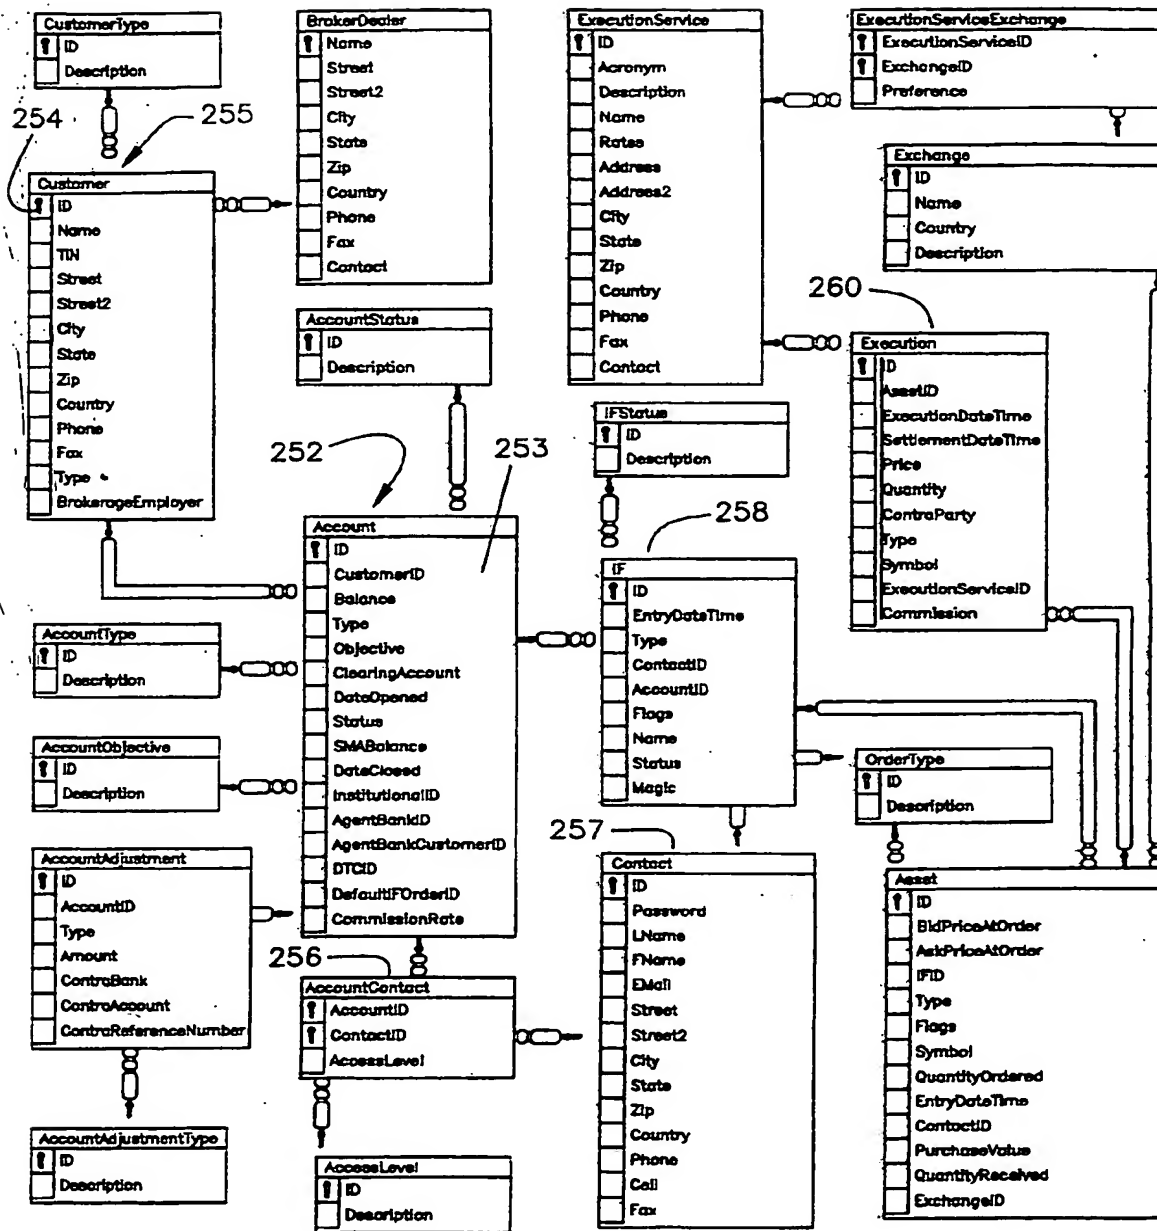 CustomerType
ID
Description
254
255
Customer
ID
Name
TIN
Street
Street2
City
State
Zip
Country
Phone
Fax
Type
BrokerageEmployer
BrokerDealer
Name
Street
Street2
City
State
Zip
Country
Phone
Fax
Contact
AccountStatus
ID
Description
ExecutionService
ID
Acronym
Description
Name
Rates
Address
Address2
City
State
Zip
Country
Phone
Fax
Contact
ExecutionServiceExchange
ExecutionServiceID
ExchangeID
Preference
Exchange
ID
Name
Country
Description
260
Execution
ID
AssetID
ExecutionDateTime
SettlementDateTime
Price
Quantity
ContraParty
Type
Symbol
ExecutionServiceID
Commission
IFStatus
ID
Description
252
253
Account
ID
CustomerID
Balance
Type
Objective
ClearingAccount
DateOpened
Status
SMABalance
DateClosed
InstitutionalID
AgentBankID
AgentBankCustomerID
DTCID
DefaultIFOrderID
CommissionRate
258
IF
ID
EntryDateTime
Type
ContactID
AccountID
Flags
Name
Status
Magic
AccountType
ID
Description
AccountObjective
ID
Description
OrderType
ID
Description
AccountAdjustment
ID
AccountID
Type
Amount
ContraBank
ContraAccount
ContraReferenceNumber
256
AccountContact
AccountID
ContactID
AccessLevel
257
Contact
ID
Password
LName
FName
EMail
Street
Street2
City
State
Zip
Country
Phone
Cell
Fax
Asset
ID
BidPriceAtOrder
AskPriceAtOrder
IFID
Type
Flags
Symbol
QuantityOrdered
EntryDateTime
ContactID
PurchaseValue
QuantityReceived
ExchangeID
AccountAdjustmentType
ID
Description
AccessLevel
ID
Description